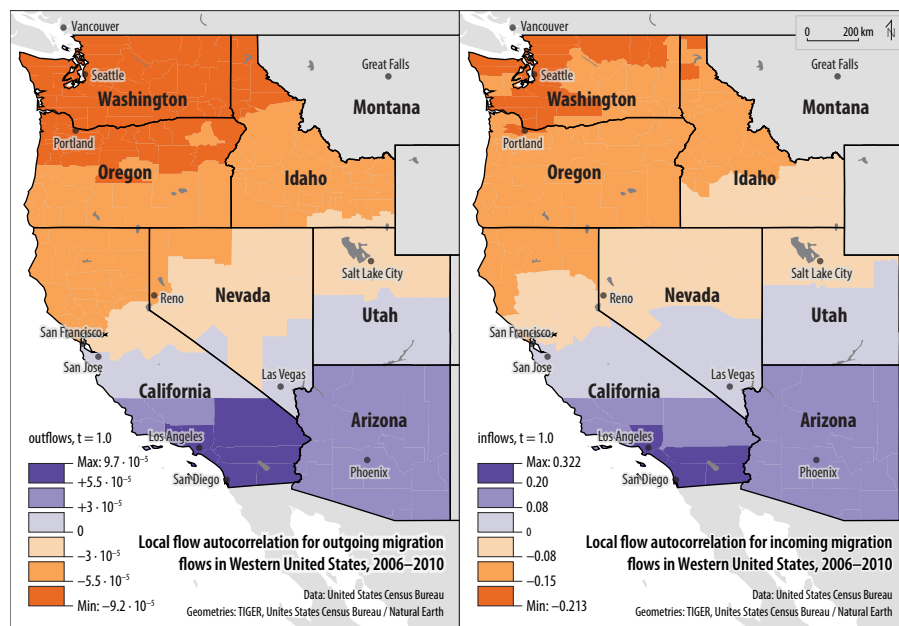 Vancouver
Seattle
Washington
Great Falls
Montana
Portland
Oregon
Idaho
Salt Lake City
Reno
Nevada
Utah
San Francisco
San Jose
Las Vegas
California
Arizona
Los Angeles
Phoenix
San Diego
outflows, t = 1.0
Max: 9.7 · 10⁻⁵
+5.5 · 10⁻⁵
+3 · 10⁻⁵
0
−3 · 10⁻⁵
−5.5 · 10⁻⁵
Min: −9.2 · 10⁻⁵
Local flow autocorrelation for outgoing migration
flows in Western United States, 2006–2010
Data: United States Census Bureau
Geometries: TIGER, Unites States Census Bureau / Natural Earth
Vancouver
0 200 km N
Seattle
Washington
Great Falls
Montana
Portland
Oregon
Idaho
Salt Lake City
Reno
Nevada
Utah
San Francisco
San Jose
Las Vegas
California
Arizona
Los Angeles
Phoenix
San Diego
inflows, t = 1.0
Max: 0.322
0.20
0.08
0
−0.08
−0.15
Min: −0.213
Local flow autocorrelation for incoming migration
flows in Western United States, 2006–2010
Data: United States Census Bureau
Geometries: TIGER, Unites States Census Bureau / Natural Earth